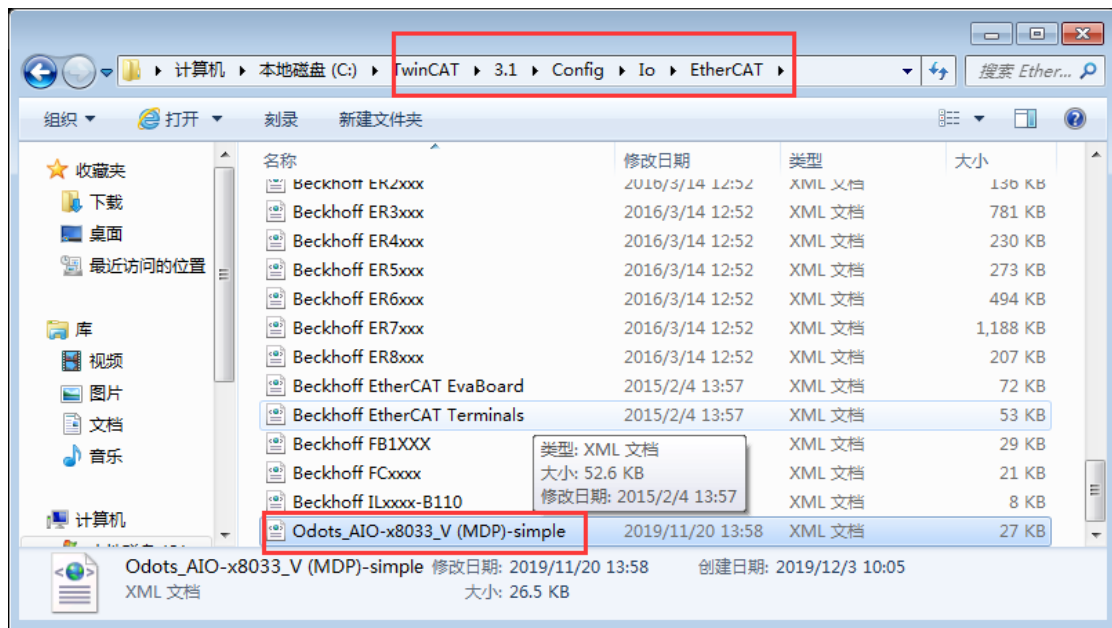 计算机 本地磁盘 (C:) TwinCAT 3.1 Config Io EtherCAT 搜索 Ether...
组织 打开 刻录 新建文件夹
收藏夹
下载
桌面
最近访问的位置
库
视频
图片
文档
音乐
计算机
名称 修改日期 类型 大小
Beckhoff ER2xxx 2016/3/14 12:52 XML 文档 136 KB
Beckhoff ER3xxx 2016/3/14 12:52 XML 文档 781 KB
Beckhoff ER4xxx 2016/3/14 12:52 XML 文档 230 KB
Beckhoff ER5xxx 2016/3/14 12:52 XML 文档 273 KB
Beckhoff ER6xxx 2016/3/14 12:52 XML 文档 494 KB
Beckhoff ER7xxx 2016/3/14 12:52 XML 文档 1,188 KB
Beckhoff ER8xxx 2016/3/14 12:52 XML 文档 207 KB
Beckhoff EtherCAT EvaBoard 2015/2/4 13:57 XML 文档 72 KB
Beckhoff EtherCAT Terminals 2015/2/4 13:57 XML 文档 53 KB
Beckhoff FB1XXX XML 文档 29 KB
Beckhoff FCxxxx XML 文档 21 KB
Beckhoff ILxxxx-B110 XML 文档 8 KB
Odots_AIO-x8033_V (MDP)-simple 2019/11/20 13:58 XML 文档 27 KB
类型: XML 文档
大小: 52.6 KB
修改日期: 2015/2/4 13:57
Odots_AIO-x8033_V (MDP)-simple 修改日期: 2019/11/20 13:58 创建日期: 2019/12/3 10:05
XML 文档 大小: 26.5 KB